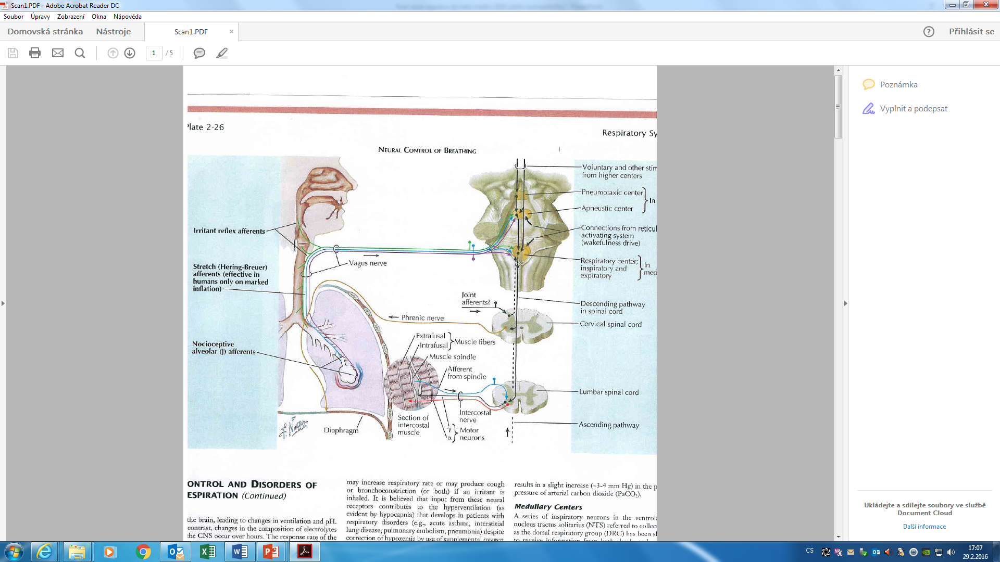 Scan1.PDF - Adobe Acrobat Reader DC
Soubor Úpravy Zobrazení Okna Nápověda
Domovská stránka Nástroje Scan1.PDF Přihlásit se
1 / 5
Poznámka
Vyplnit a podepsat
Plate 2-26
Respiratory Sy
NEURAL CONTROL OF BREATHING
Voluntary and other stim
from higher centers
Pneumotaxic center
In
Apneustic center
Irritant reflex afferents
Connections from reticul
activating system
(wakefulness drive)
Vagus nerve
Respiratory center;
inspiratory and
expiratory
In
med
Stretch (Hering-Breuer)
afferents (effective in
humans only on marked
inflation)
Joint
afferents?
Descending pathway
in spinal cord
Phrenic nerve
Cervical spinal cord
Extrafusal
Intrafusal
Muscle fibers
Nocioceptive
alveolar (J) afferents
Muscle spindle
Afferent
from spindle
Lumbar spinal cord
Intercostal
nerve
Section of
intercostal
muscle
γ
α
Motor
neurons
Diaphragm
Ascending pathway
F. Netter
M.D.
ONTROL AND DISORDERS OF
ESPIRATION (Continued)
the brain, leading to changes in ventilation and pH.
contrast, changes in the composition of electrolytes
the CNS occur over hours. The response rate of the
may increase respiratory rate or may produce cough
or bronchoconstriction (or both) if an irritant is
inhaled. It is believed that input from these neural
receptors contributes to the hyperventilation (as
evident by hypocapnia) that develops in patients with
respiratory disorders (e.g., acute asthma, interstitial
lung disease, pulmonary embolism, pneumonia) despite
correction of hypoxemia by use of supplemental oxygen
results in a slight increase (~3-4 mm Hg) in the p
pressure of arterial carbon dioxide (PaCO2).
Medullary Centers
A series of inspiratory neurons in the ventrol
nucleus tractus solitarius (NTS) referred to collec
as the dorsal respiratory group (DRG) has been sh
to receive information from both
Ukládejte a sdílejte soubory ve službě
Document Cloud
Další informace
CS
17:07
29.2.2016